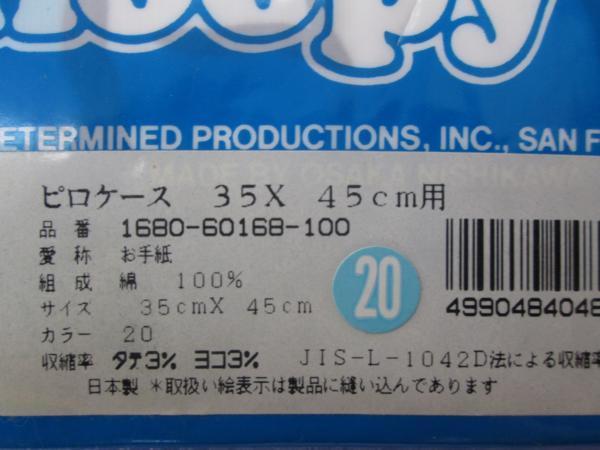 noopy
DETERMINED PRODUCTIONS, INC., SAN F
MADE BY OSAKA NISHIKAWA
ピロケース 35X 45cm用
品番 1680-60168-100
愛称 お手紙
組成 綿 100%
サイズ 35cmX 45cm
カラー 20
収縮率 タテ3% ヨコ3% JIS-L-1042D法による収縮率
日本製 *取扱い絵表示は製品に縫い込んであります
20
4990484048